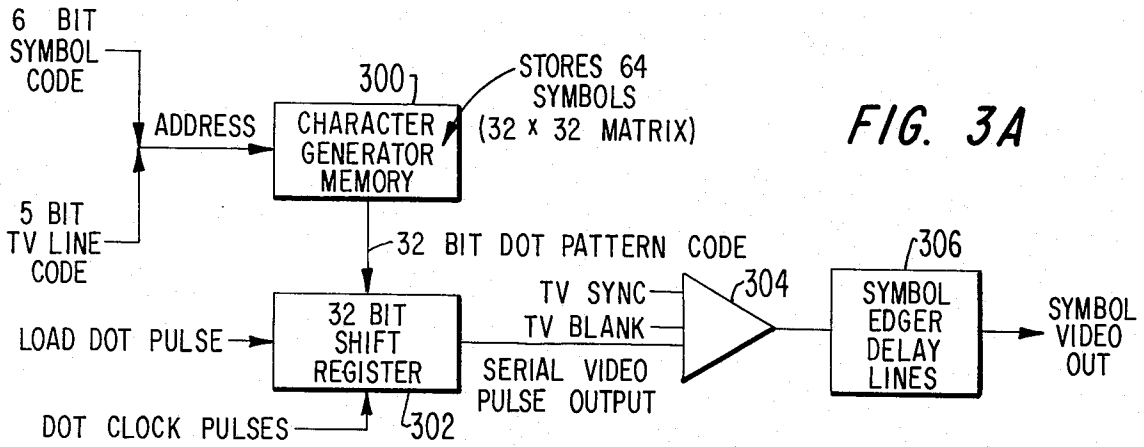 6 BIT
SYMBOL
CODE
ADDRESS
5 BIT
TV LINE
CODE
300
CHARACTER
GENERATOR
MEMORY
STORES 64
SYMBOLS
(32 x 32 MATRIX)
FIG. 3A
32 BIT DOT PATTERN CODE
LOAD DOT PULSE
32 BIT
SHIFT
REGISTER
302
DOT CLOCK PULSES
TV SYNC
TV BLANK
SERIAL VIDEO
PULSE OUTPUT
304
306
SYMBOL
EDGER
DELAY
LINES
SYMBOL
VIDEO
OUT